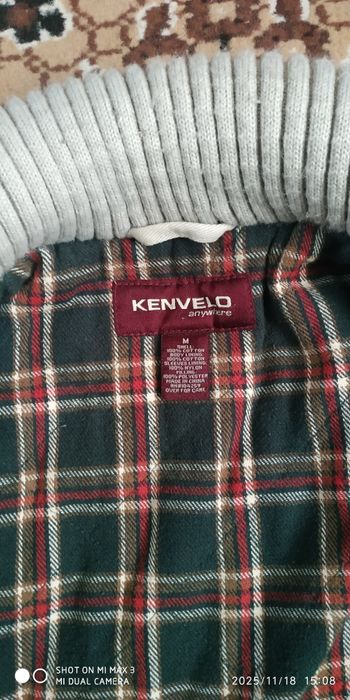 KENVELO
anywhere
M
SHELL
100% COTTON
BODY LINING
100% COTTON
SLEEVES LINING
100% NYLON
FILLING
100% POLYESTER
MADE IN CHINA
OVER FOR CARE
SHOT ON MI MAX 3
MI DUAL CAMERA
2025/11/18 15:08